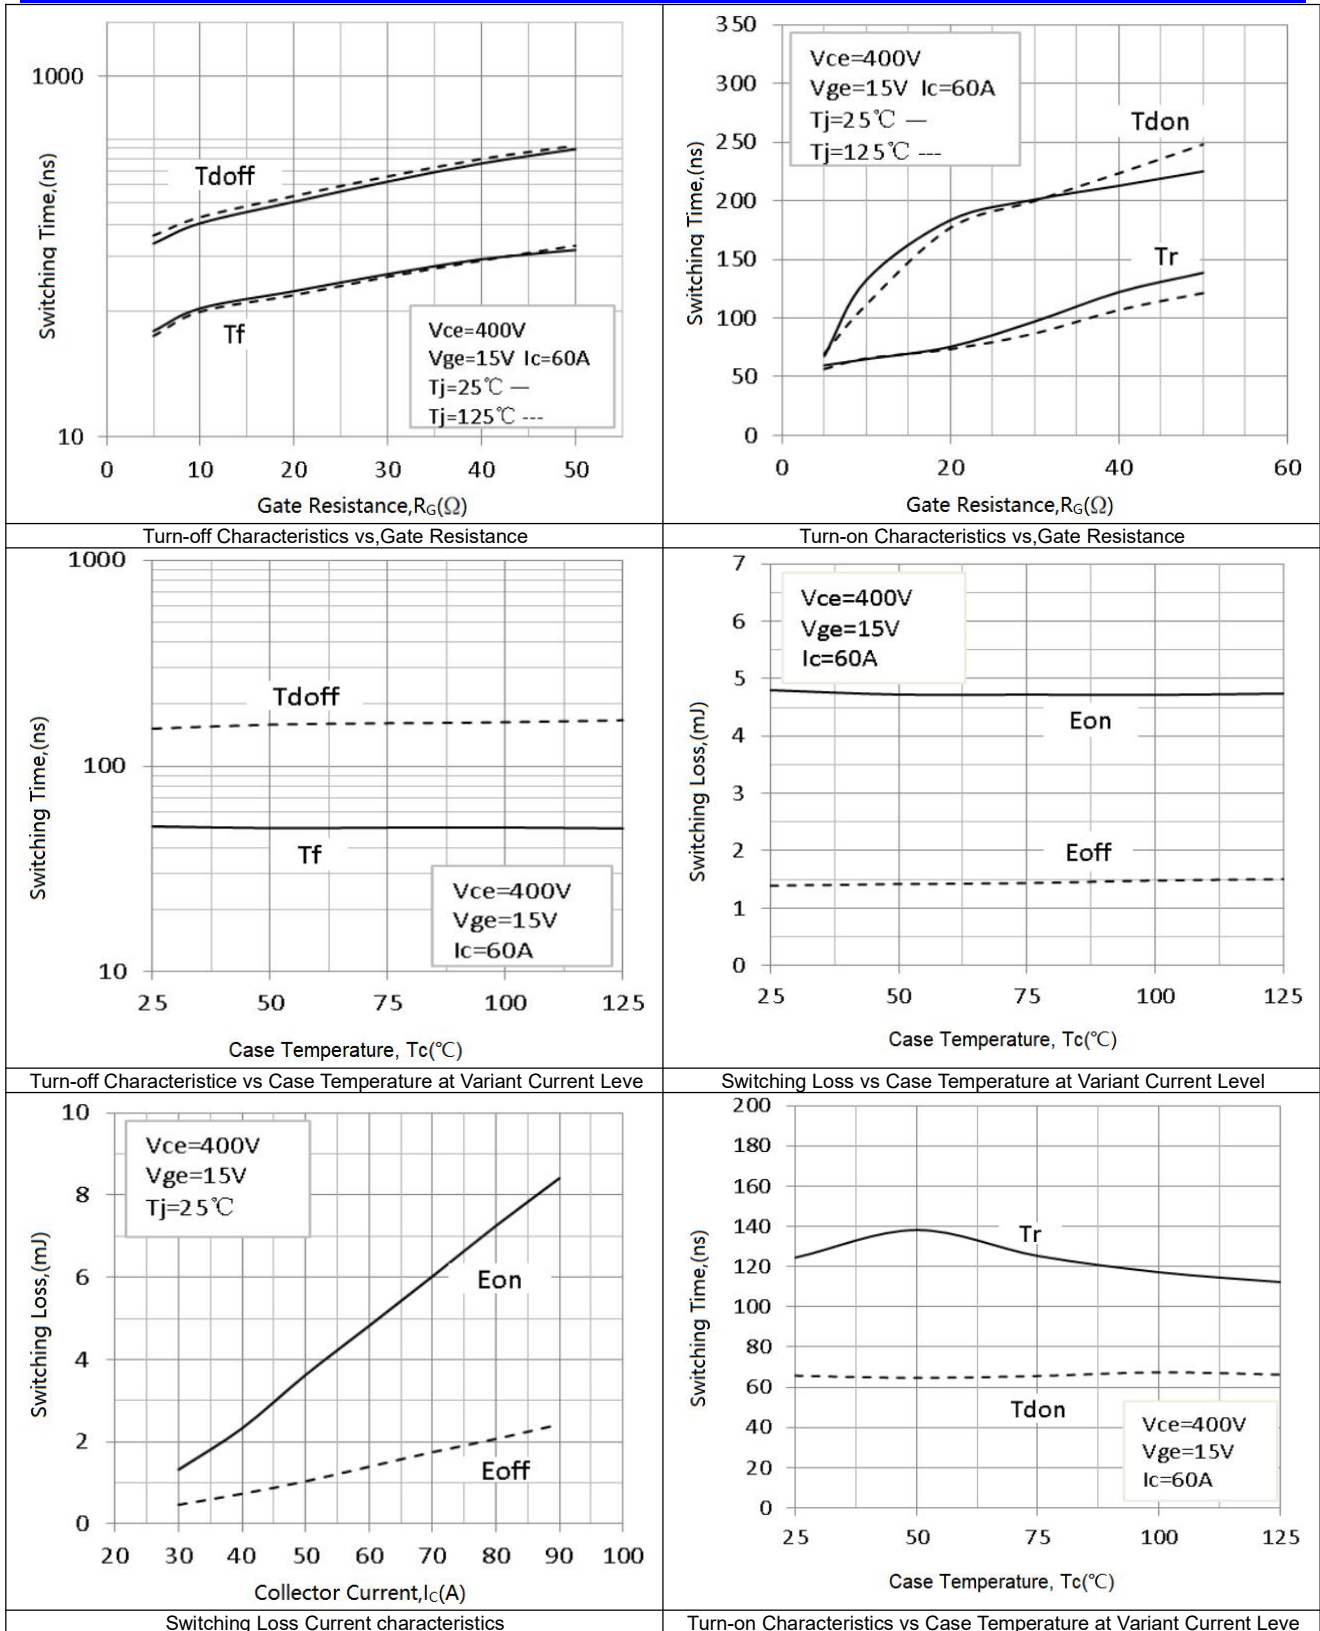 1000
10
0
10
20
30
40
50
Switching Time,(ns)
Tdoff
Tf
Vce=400V
Vge=15V Ic=60A
Tj=25℃ —
Tj=125℃ ---
Gate Resistance,RG(Ω)
Turn-off Characteristics vs,Gate Resistance
350
300
250
200
150
100
50
0
0
20
40
60
Switching Time,(ns)
Vce=400V
Vge=15V Ic=60A
Tj=25℃ —
Tj=125℃ ---
Tdon
Tr
Gate Resistance,RG(Ω)
Turn-on Characteristics vs,Gate Resistance
1000
100
10
25
50
75
100
125
Switching Time,(ns)
Tdoff
Tf
Vce=400V
Vge=15V
Ic=60A
Case Temperature, Tc(℃)
Turn-off Characteristice vs Case Temperature at Variant Current Leve
7
6
5
4
3
2
1
0
25
50
75
100
125
Switching Loss,(mJ)
Vce=400V
Vge=15V
Ic=60A
Eon
Eoff
Case Temperature, Tc(℃)
Switching Loss vs Case Temperature at Variant Current Level
10
8
6
4
2
0
20
30
40
50
60
70
80
90
100
Switching Loss,(mJ)
Vce=400V
Vge=15V
Tj=25℃
Eon
Eoff
Collector Current,IC(A)
Switching Loss Current characteristics
200
180
160
140
120
100
80
60
40
20
0
25
50
75
100
125
Switching Time,(ns)
Tr
Tdon
Vce=400V
Vge=15V
Ic=60A
Case Temperature, Tc(℃)
Turn-on Characteristics vs Case Temperature at Variant Current Leve